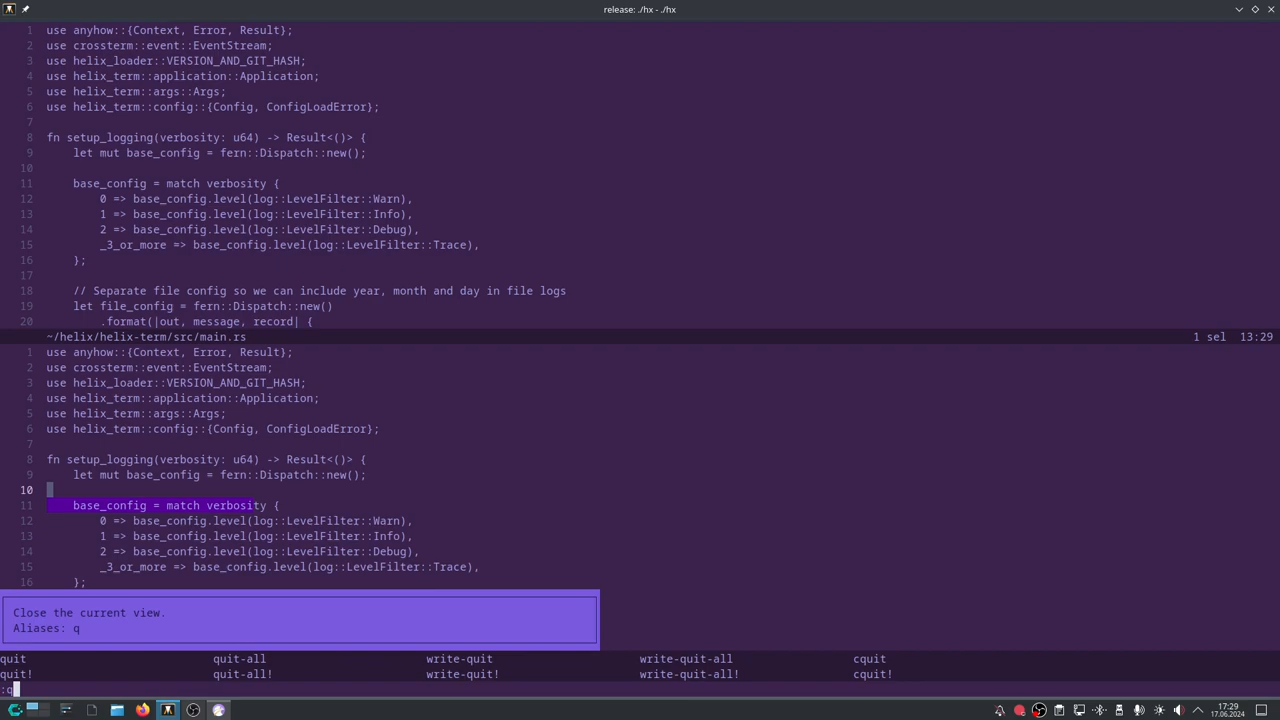 release: ./hx - ./hx
1 use anyhow::{Context, Error, Result};
2 use crossterm::event::EventStream;
3 use helix_loader::VERSION_AND_GIT_HASH;
4 use helix_term::application::Application;
5 use helix_term::args::Args;
6 use helix_term::config::{Config, ConfigLoadError};
7
8 fn setup_logging(verbosity: u64) -> Result<()> {
9     let mut base_config = fern::Dispatch::new();
10
11     base_config = match verbosity {
12         0 => base_config.level(log::LevelFilter::Warn),
13         1 => base_config.level(log::LevelFilter::Info),
14         2 => base_config.level(log::LevelFilter::Debug),
15         _3_or_more => base_config.level(log::LevelFilter::Trace),
16     };
17
18     // Separate file config so we can include year, month and day in file logs
19     let file_config = fern::Dispatch::new()
20         .format(|out, message, record| {
~/helix/helix-term/src/main.rs 1 sel 13:29
1 use anyhow::{Context, Error, Result};
2 use crossterm::event::EventStream;
3 use helix_loader::VERSION_AND_GIT_HASH;
4 use helix_term::application::Application;
5 use helix_term::args::Args;
6 use helix_term::config::{Config, ConfigLoadError};
7
8 fn setup_logging(verbosity: u64) -> Result<()> {
9     let mut base_config = fern::Dispatch::new();
10
11     base_config = match verbosity {
12         0 => base_config.level(log::LevelFilter::Warn),
13         1 => base_config.level(log::LevelFilter::Info),
14         2 => base_config.level(log::LevelFilter::Debug),
15         _3_or_more => base_config.level(log::LevelFilter::Trace),
16     };
Close the current view.
Aliases: q
quit quit-all write-quit write-quit-all cquit
quit! quit-all! write-quit! write-quit-all! cquit!
:q
17:29
17.06.2024